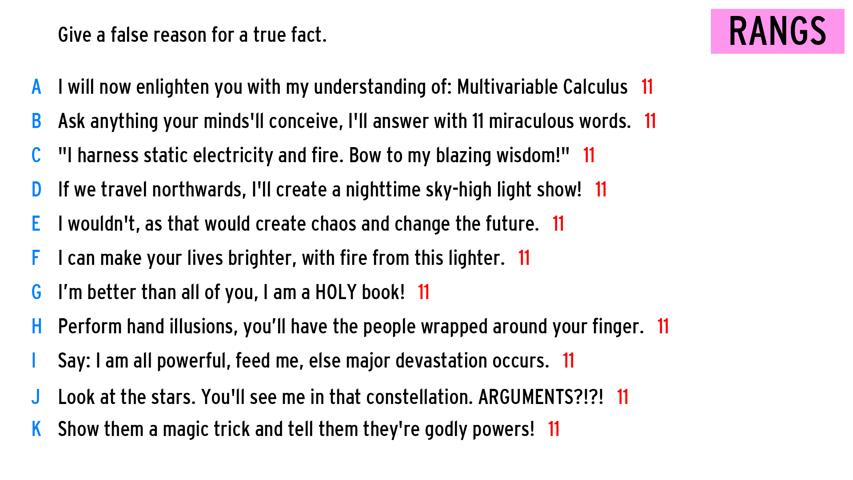 Give a false reason for a true fact.
RANGS
A I will now enlighten you with my understanding of: Multivariable Calculus 11
B Ask anything your minds'll conceive, I'll answer with 11 miraculous words. 11
C "I harness static electricity and fire. Bow to my blazing wisdom!" 11
D If we travel northwards, I'll create a nighttime sky-high light show! 11
E I wouldn't, as that would create chaos and change the future. 11
F I can make your lives brighter, with fire from this lighter. 11
G I’m better than all of you, I am a HOLY book! 11
H Perform hand illusions, you’ll have the people wrapped around your finger. 11
I Say: I am all powerful, feed me, else major devastation occurs. 11
J Look at the stars. You'll see me in that constellation. ARGUMENTS?!?! 11
K Show them a magic trick and tell them they're godly powers! 11